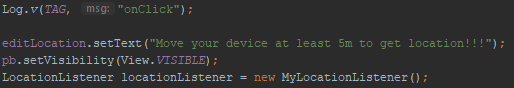 Log.v(TAG, msg: "onClick");
editLocation.setText("Move your device at least 5m to get location!!!");
pb.setVisibility(View.VISIBLE);
LocationListener locationListener = new MyLocationListener();